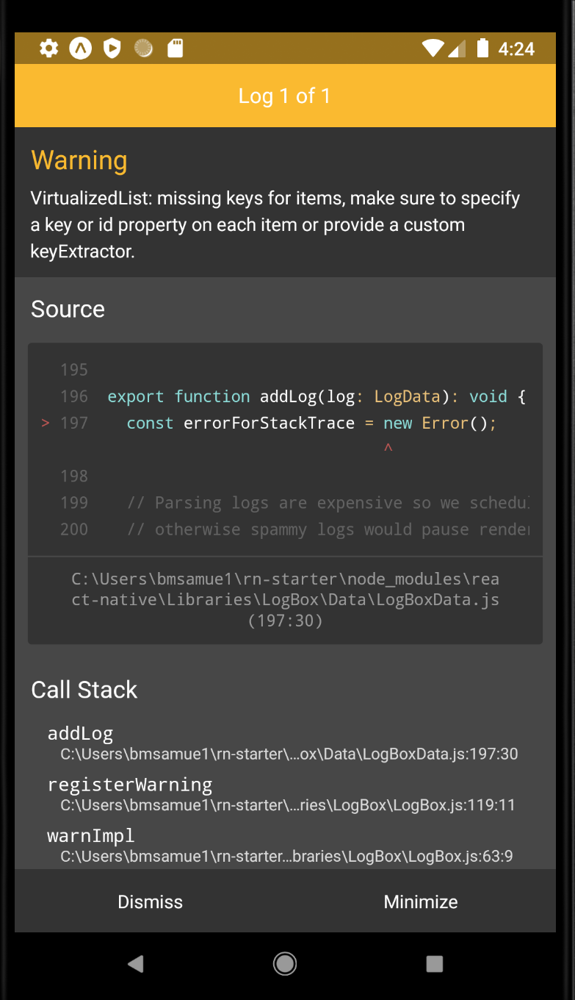 4:24
Log 1 of 1
Warning
VirtualizedList: missing keys for items, make sure to specify
a key or id property on each item or provide a custom
keyExtractor.
Source
195
196 export function addLog(log: LogData): void {
> 197 const errorForStackTrace = new Error();
^
198
199 // Parsing logs are expensive so we schedul
200 // otherwise spammy logs would pause render
C:\Users\bmsamue1\rn-starter\node_modules\rea
ct-native\Libraries\LogBox\Data\LogBoxData.js
(197:30)
Call Stack
addLog
C:\Users\bmsamue1\rn-starter\...ox\Data\LogBoxData.js:197:30
registerWarning
C:\Users\bmsamue1\rn-starter\...ries\LogBox\LogBox.js:119:11
warnImpl
C:\Users\bmsamue1\rn-starter...braries\LogBox\LogBox.js:63:9
Dismiss Minimize